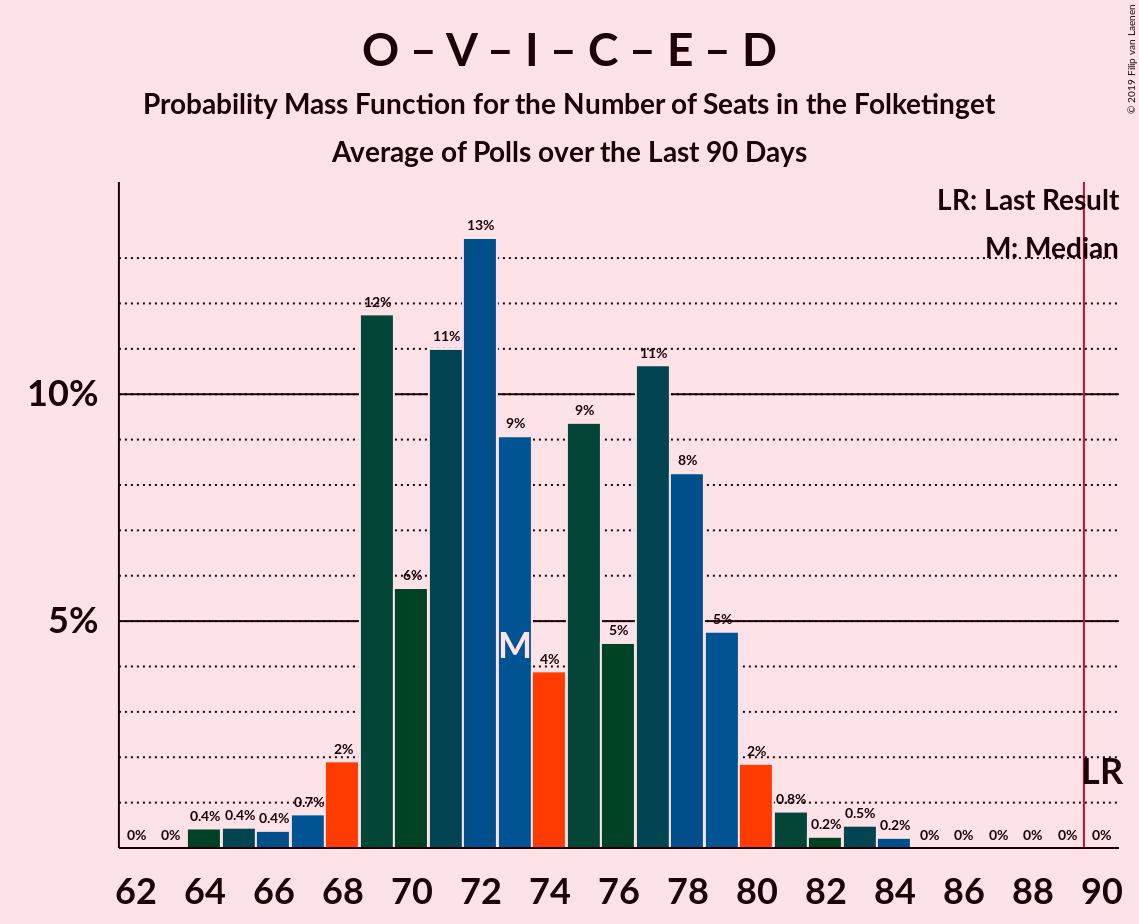 O – V – I – C – E – D
Probability Mass Function for the Number of Seats in the Folketinget
Average of Polls over the Last 90 Days
© 2019 Filip van Laenen
LR: Last Result
M: Median
10%
5%
0% 0% 0.4% 0.4% 0.4% 0.7% 2% 12% 6% 11% 13% 9% 4% 9% 5% 11% 8% 5% 2% 0.8% 0.2% 0.5% 0.2% 0% 0% 0% 0% 0% 0%
M
LR
62 64 66 68 70 72 74 76 78 80 82 84 86 88 90